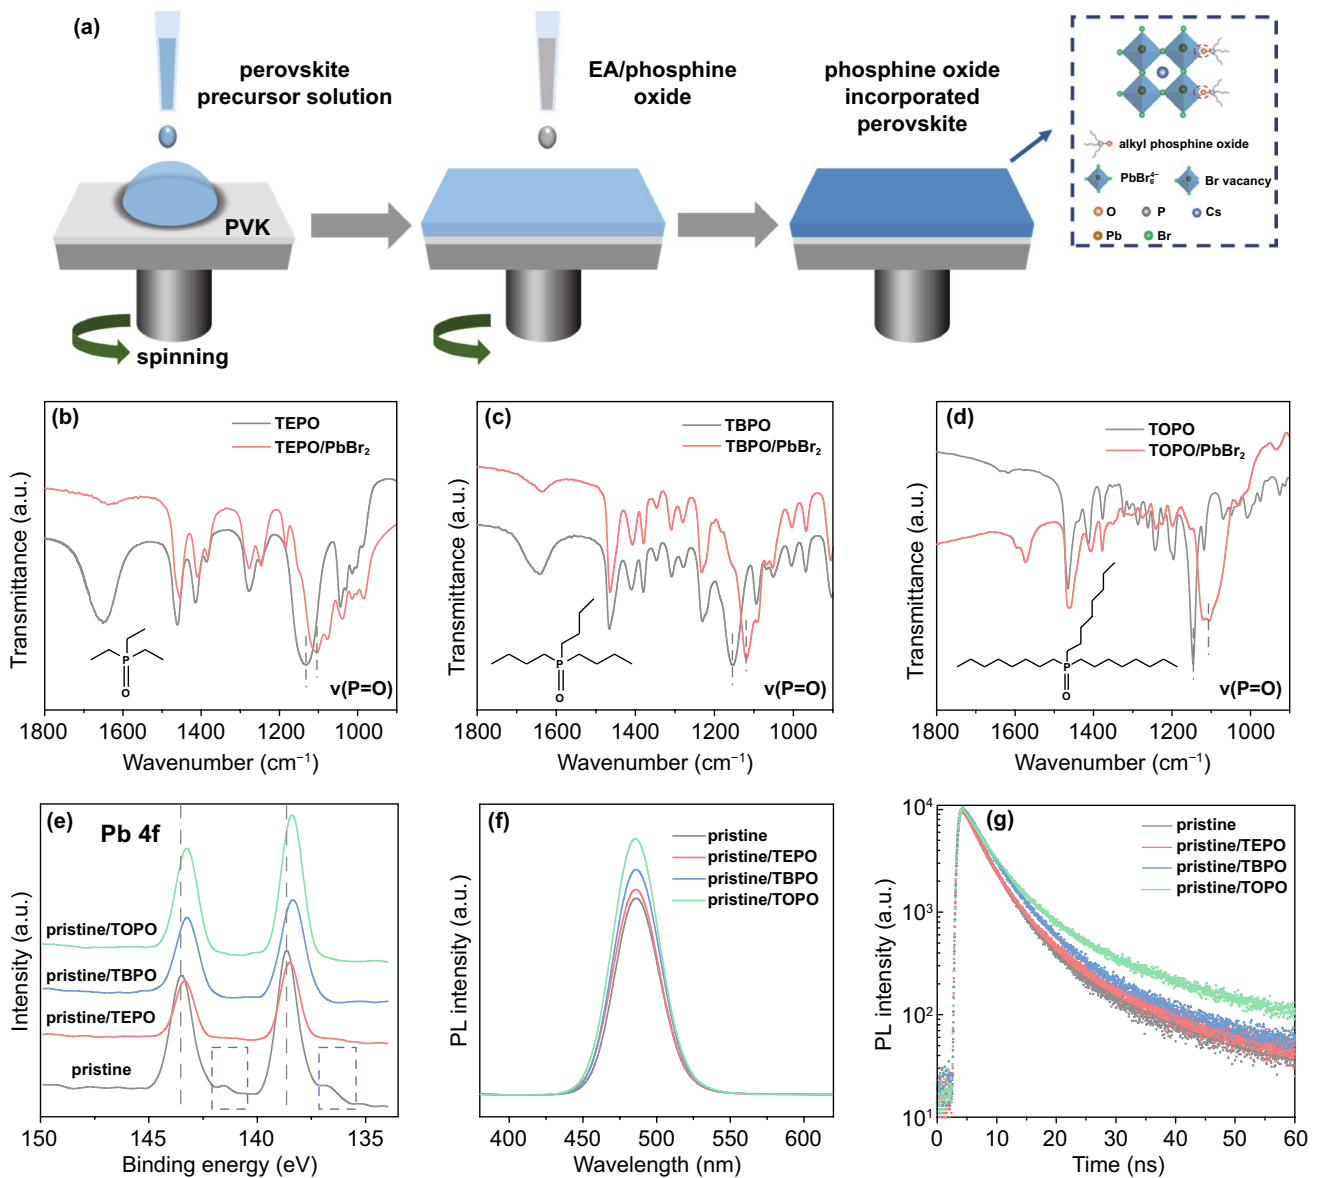 (a)
perovskite
precursor solution
EA/phosphine
oxide
phosphine oxide
incorporated
perovskite
PVK
spinning
alkyl phosphine oxide
PbBr₆⁴⁻
Br vacancy
O
P
Cs
Pb
Br
(b)
TEPO
TEPO/PbBr₂
P
O
ν(P=O)
Transmittance (a.u.)
1800 1600 1400 1200 1000
Wavenumber (cm⁻¹)
(c)
TBPO
TBPO/PbBr₂
P
O
ν(P=O)
Transmittance (a.u.)
1800 1600 1400 1200 1000
Wavenumber (cm⁻¹)
(d)
TOPO
TOPO/PbBr₂
P
O
ν(P=O)
Transmittance (a.u.)
1800 1600 1400 1200 1000
Wavenumber (cm⁻¹)
(e)
Pb 4f
pristine/TOPO
pristine/TBPO
pristine/TEPO
pristine
Intensity (a.u.)
150 145 140 135
Binding energy (eV)
(f)
pristine
pristine/TEPO
pristine/TBPO
pristine/TOPO
PL intensity (a.u.)
400 450 500 550 600
Wavelength (nm)
(g)
pristine
pristine/TEPO
pristine/TBPO
pristine/TOPO
PL intensity (a.u.)
10⁴
10³
10²
10¹
0 10 20 30 40 50 60
Time (ns)